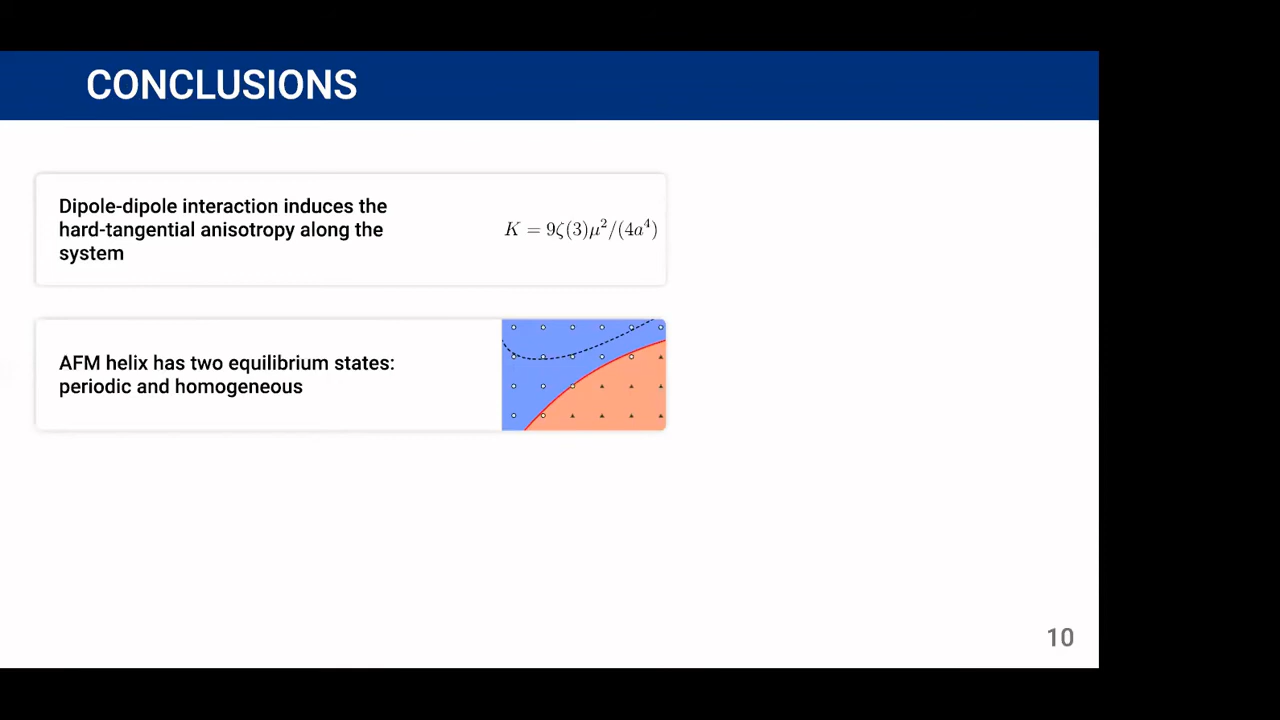 CONCLUSIONS
Dipole-dipole interaction induces the
hard-tangential anisotropy along the
system
K = 9ζ(3)μ²/(4a⁴)
AFM helix has two equilibrium states:
periodic and homogeneous
10